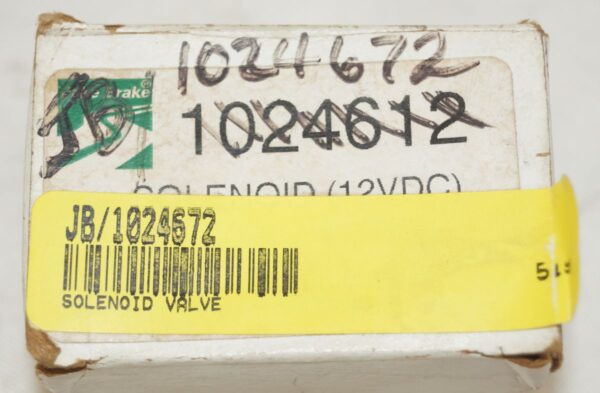 1024672
Brake®
JB
1024612
SOLENOID (12VDC)
JB/1024672
SOLENOID VALVE